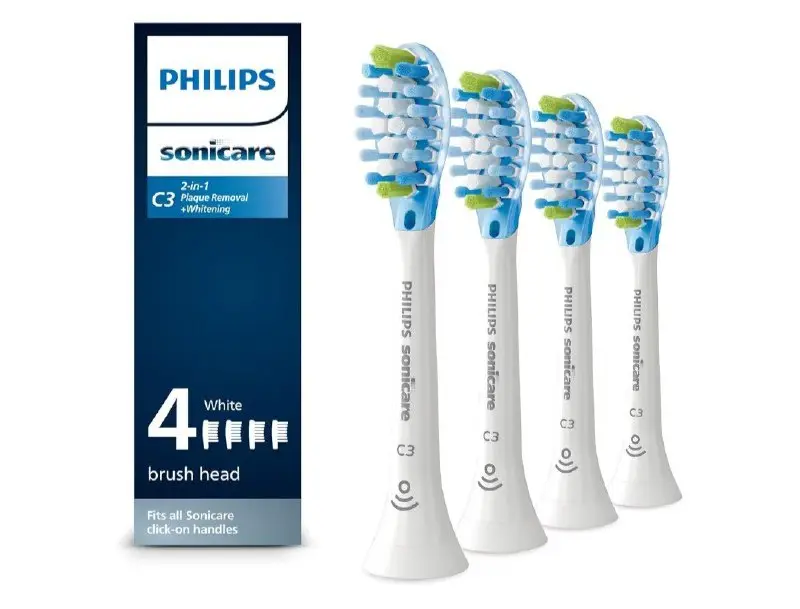 PHILIPS
sonicare
C3
2-in-1
Plaque Removal
+Whitening
4
White
brush head
Fits all Sonicare
click-on handles
PHILIPS sonicare
C3
PHILIPS sonicare
C3
PHILIPS sonicare
C3
PHILIPS sonicare
C3